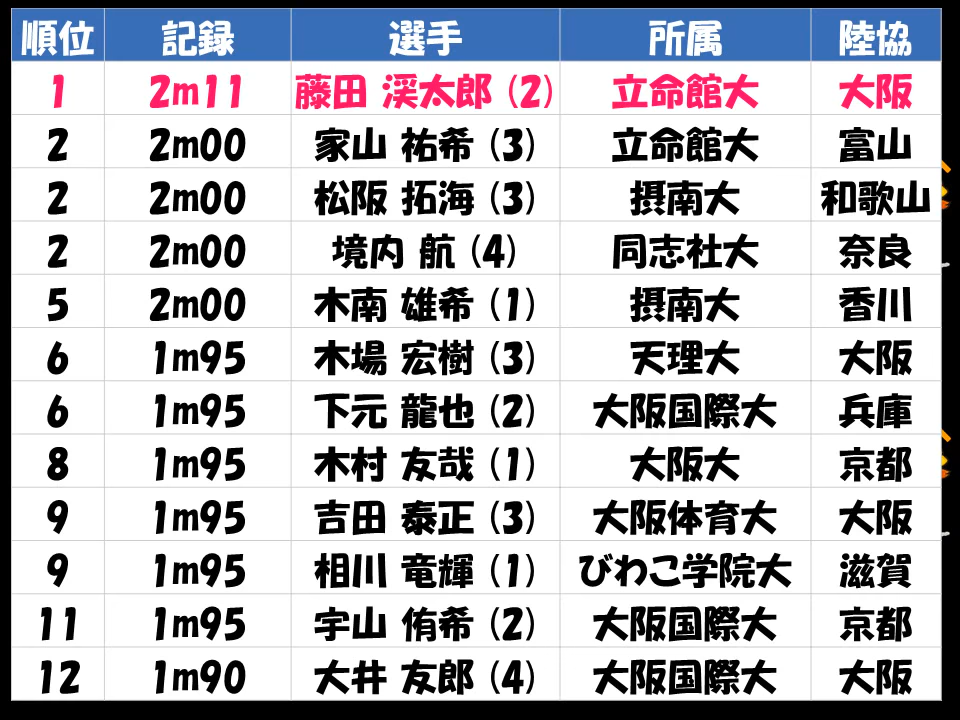 順位 記録 選手 所属 陸協
1 2m11 藤田 渓太郎 (2) 立命館大 大阪
2 2m00 家山 祐希 (3) 立命館大 富山
2 2m00 松阪 拓海 (3) 摂南大 和歌山
2 2m00 境内 航 (4) 同志社大 奈良
5 2m00 木南 雄希 (1) 摂南大 香川
6 1m95 木場 宏樹 (3) 天理大 大阪
6 1m95 下元 龍也 (2) 大阪国際大 兵庫
8 1m95 木村 友哉 (1) 大阪大 京都
9 1m95 吉田 泰正 (3) 大阪体育大 大阪
9 1m95 相川 竜輝 (1) びわこ学院大 滋賀
11 1m95 宇山 侑希 (2) 大阪国際大 京都
12 1m90 大井 友郎 (4) 大阪国際大 大阪